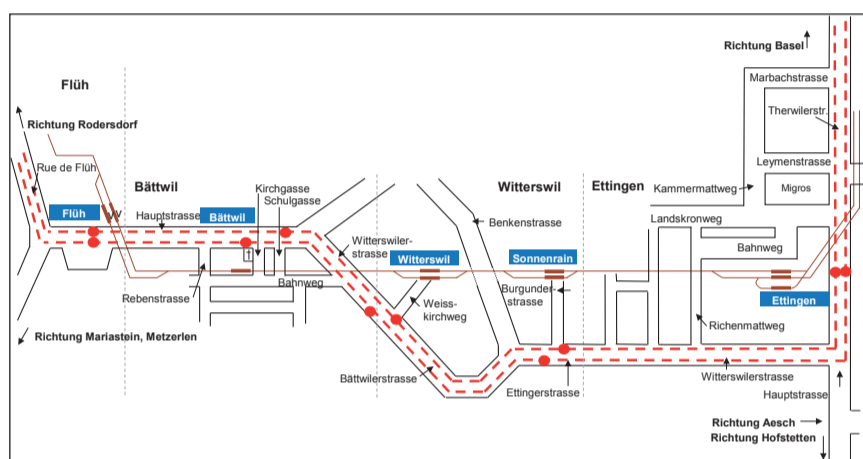 Richtung Basel
Marbachstrasse
Flüh
Therwilerstr.
Richtung Rodersdorf
Rue de Flüh
Leymenstrasse
Bättwil
Kirchgasse
Schulgasse
Witterswil
Ettingen
Kammermattweg
Migros
Flüh
Hauptstrasse
Bättwil
Benkenstrasse
Landskronweg
Witterswiler-
strasse
Bahnweg
Witterswil
Sonnenrain
Bahnweg
Rebenstrasse
Weiss-
kirchweg
Burgunder-
strasse
Ettingen
Richenmattweg
Richtung Mariastein, Metzerlen
Bättwilerstrasse
Ettingerstrasse
Witterswilerstrasse
Hauptstrasse
Richtung Aesch
Richtung Hofstetten